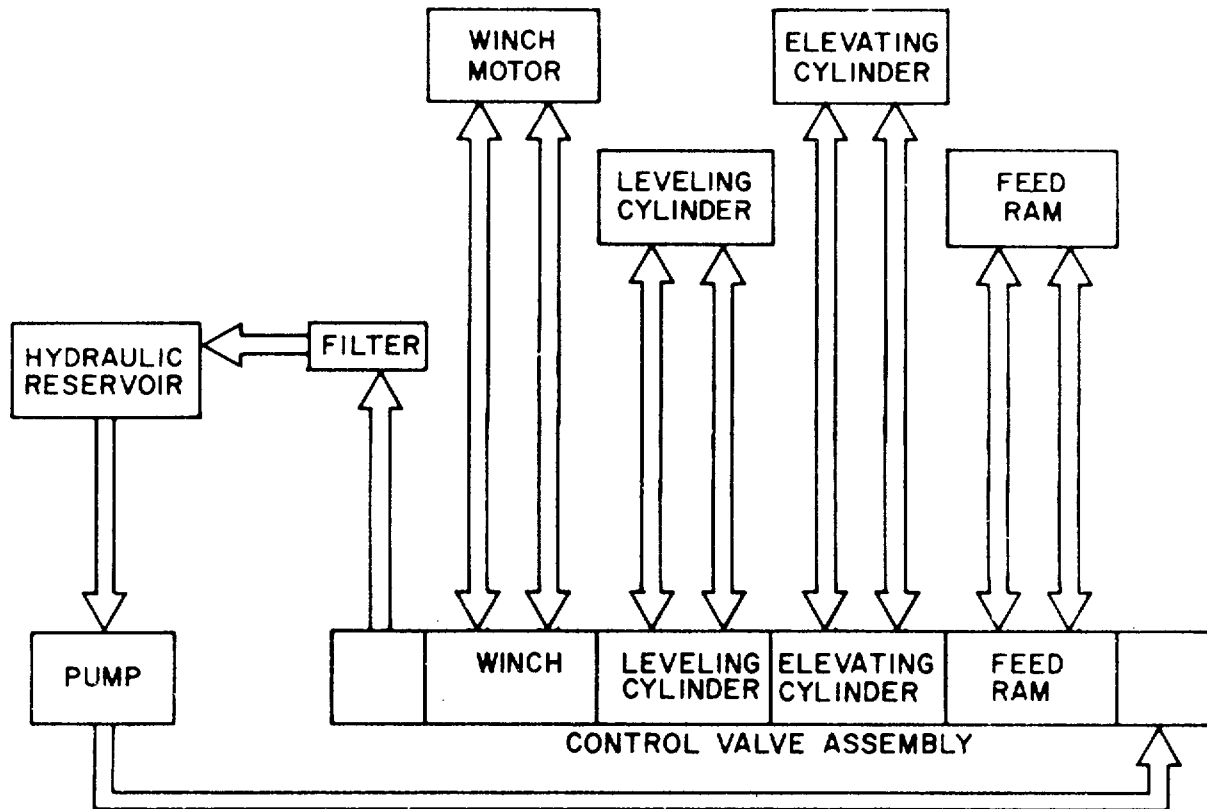 WINCH
MOTOR
ELEVATING
CYLINDER
LEVELING
CYLINDER
FEED
RAM
HYDRAULIC
RESERVOIR
FILTER
PUMP
WINCH
LEVELING
CYLINDER
ELEVATING
CYLINDER
FEED
RAM
CONTROL VALVE ASSEMBLY